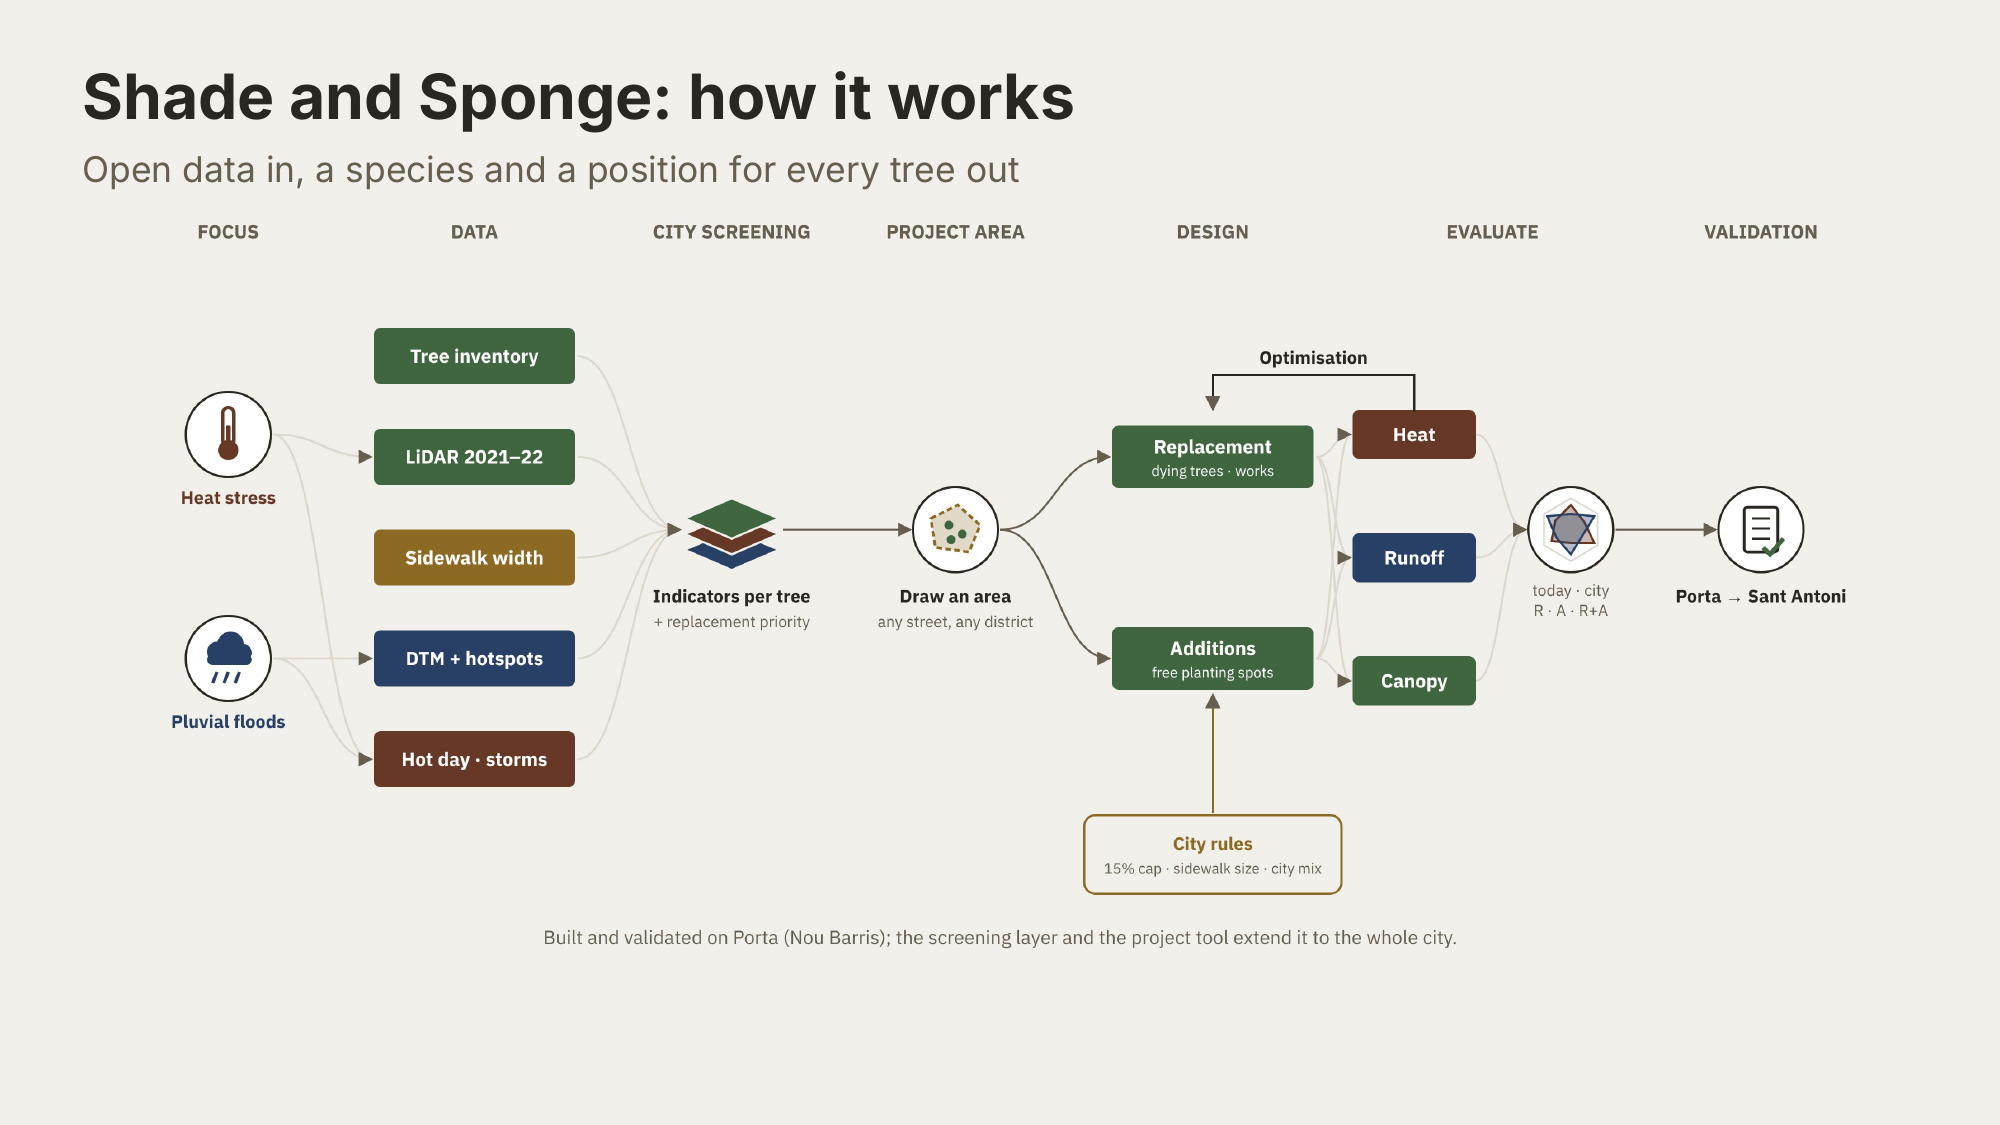 Shade and Sponge: how it works
Open data in, a species and a position for every tree out
FOCUS
DATA
CITY SCREENING
PROJECT AREA
DESIGN
EVALUATE
VALIDATION
Heat stress
Pluvial floods
Tree inventory
LiDAR 2021–22
Sidewalk width
DTM + hotspots
Hot day · storms
Indicators per tree
+ replacement priority
Draw an area
any street, any district
Optimisation
Replacement
dying trees · works
Additions
free planting spots
City rules
15% cap · sidewalk size · city mix
Heat
Runoff
Canopy
today · city
R · A · R+A
Porta → Sant Antoni
Built and validated on Porta (Nou Barris); the screening layer and the project tool extend it to the whole city.